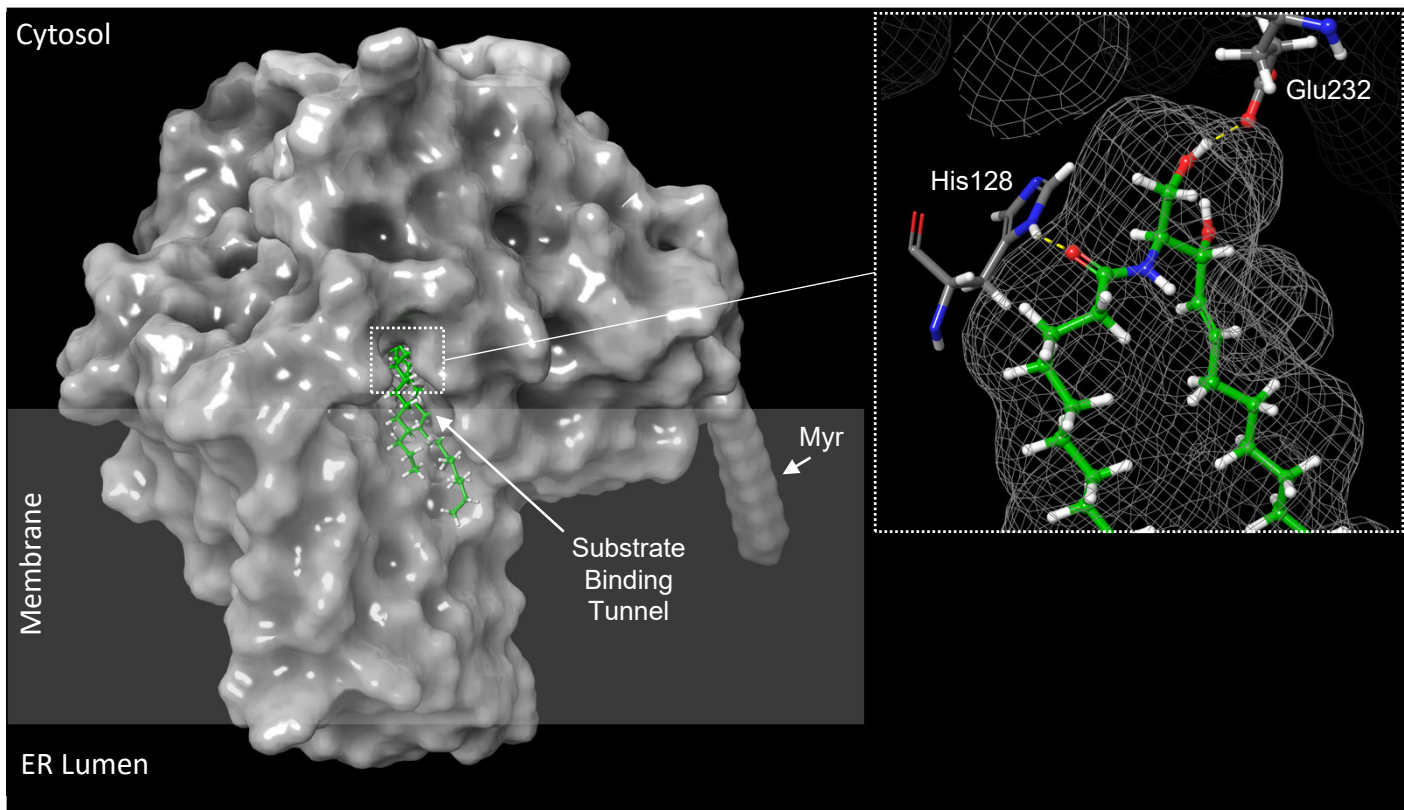 Cytosol
Glu232
His128
Myr
Substrate
Binding
Tunnel
Membrane
ER Lumen